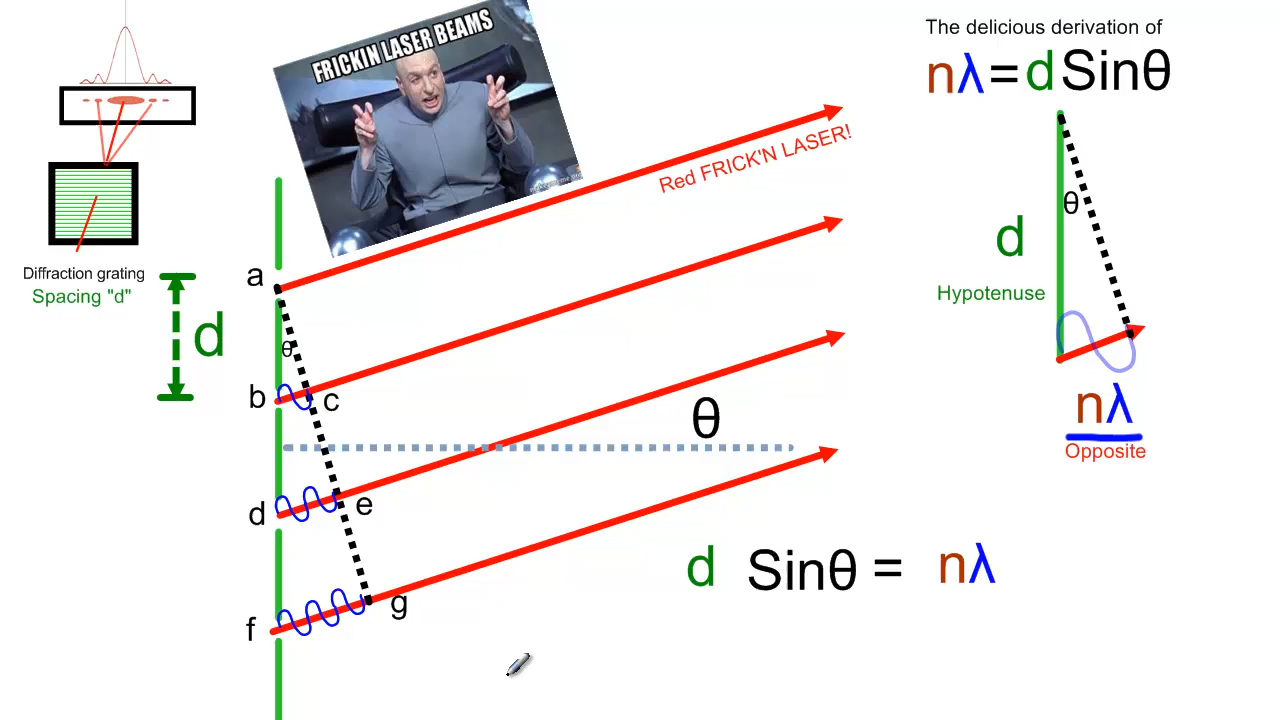 FRICKIN LASER BEAMS
The delicious derivation of
nλ=dSinθ
Red FRICK'N LASER!
Diffraction grating
Spacing "d"
d
a
θ
b
c
d
e
f
g
θ
d Sinθ = nλ
θ
d
Hypotenuse
nλ
Opposite